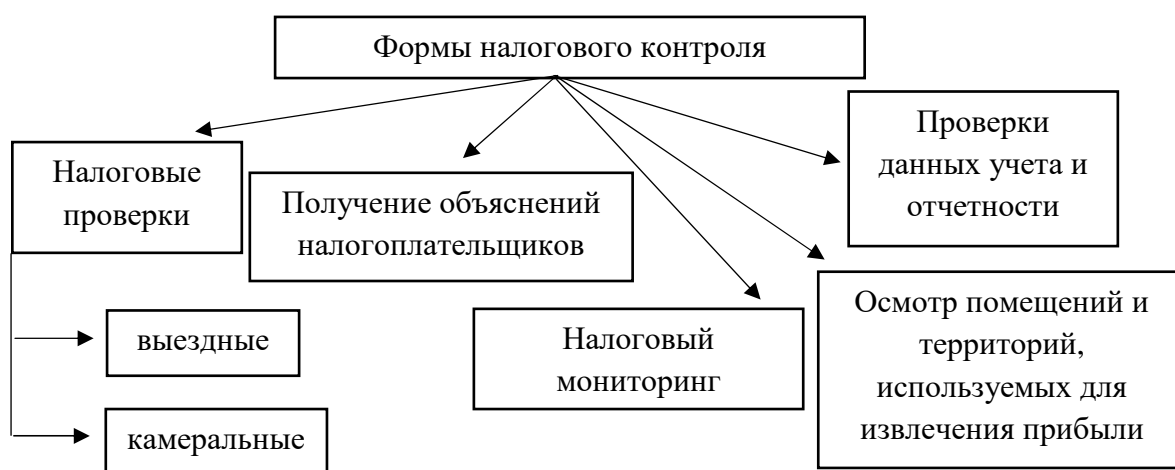 Формы налогового контроля
Налоговые
проверки
Получение объяснений
налогоплательщиков
Проверки
данных учета и
отчетности
выездные
камеральные
Налоговый
мониторинг
Осмотр помещений и
территорий,
используемых для
извлечения прибыли